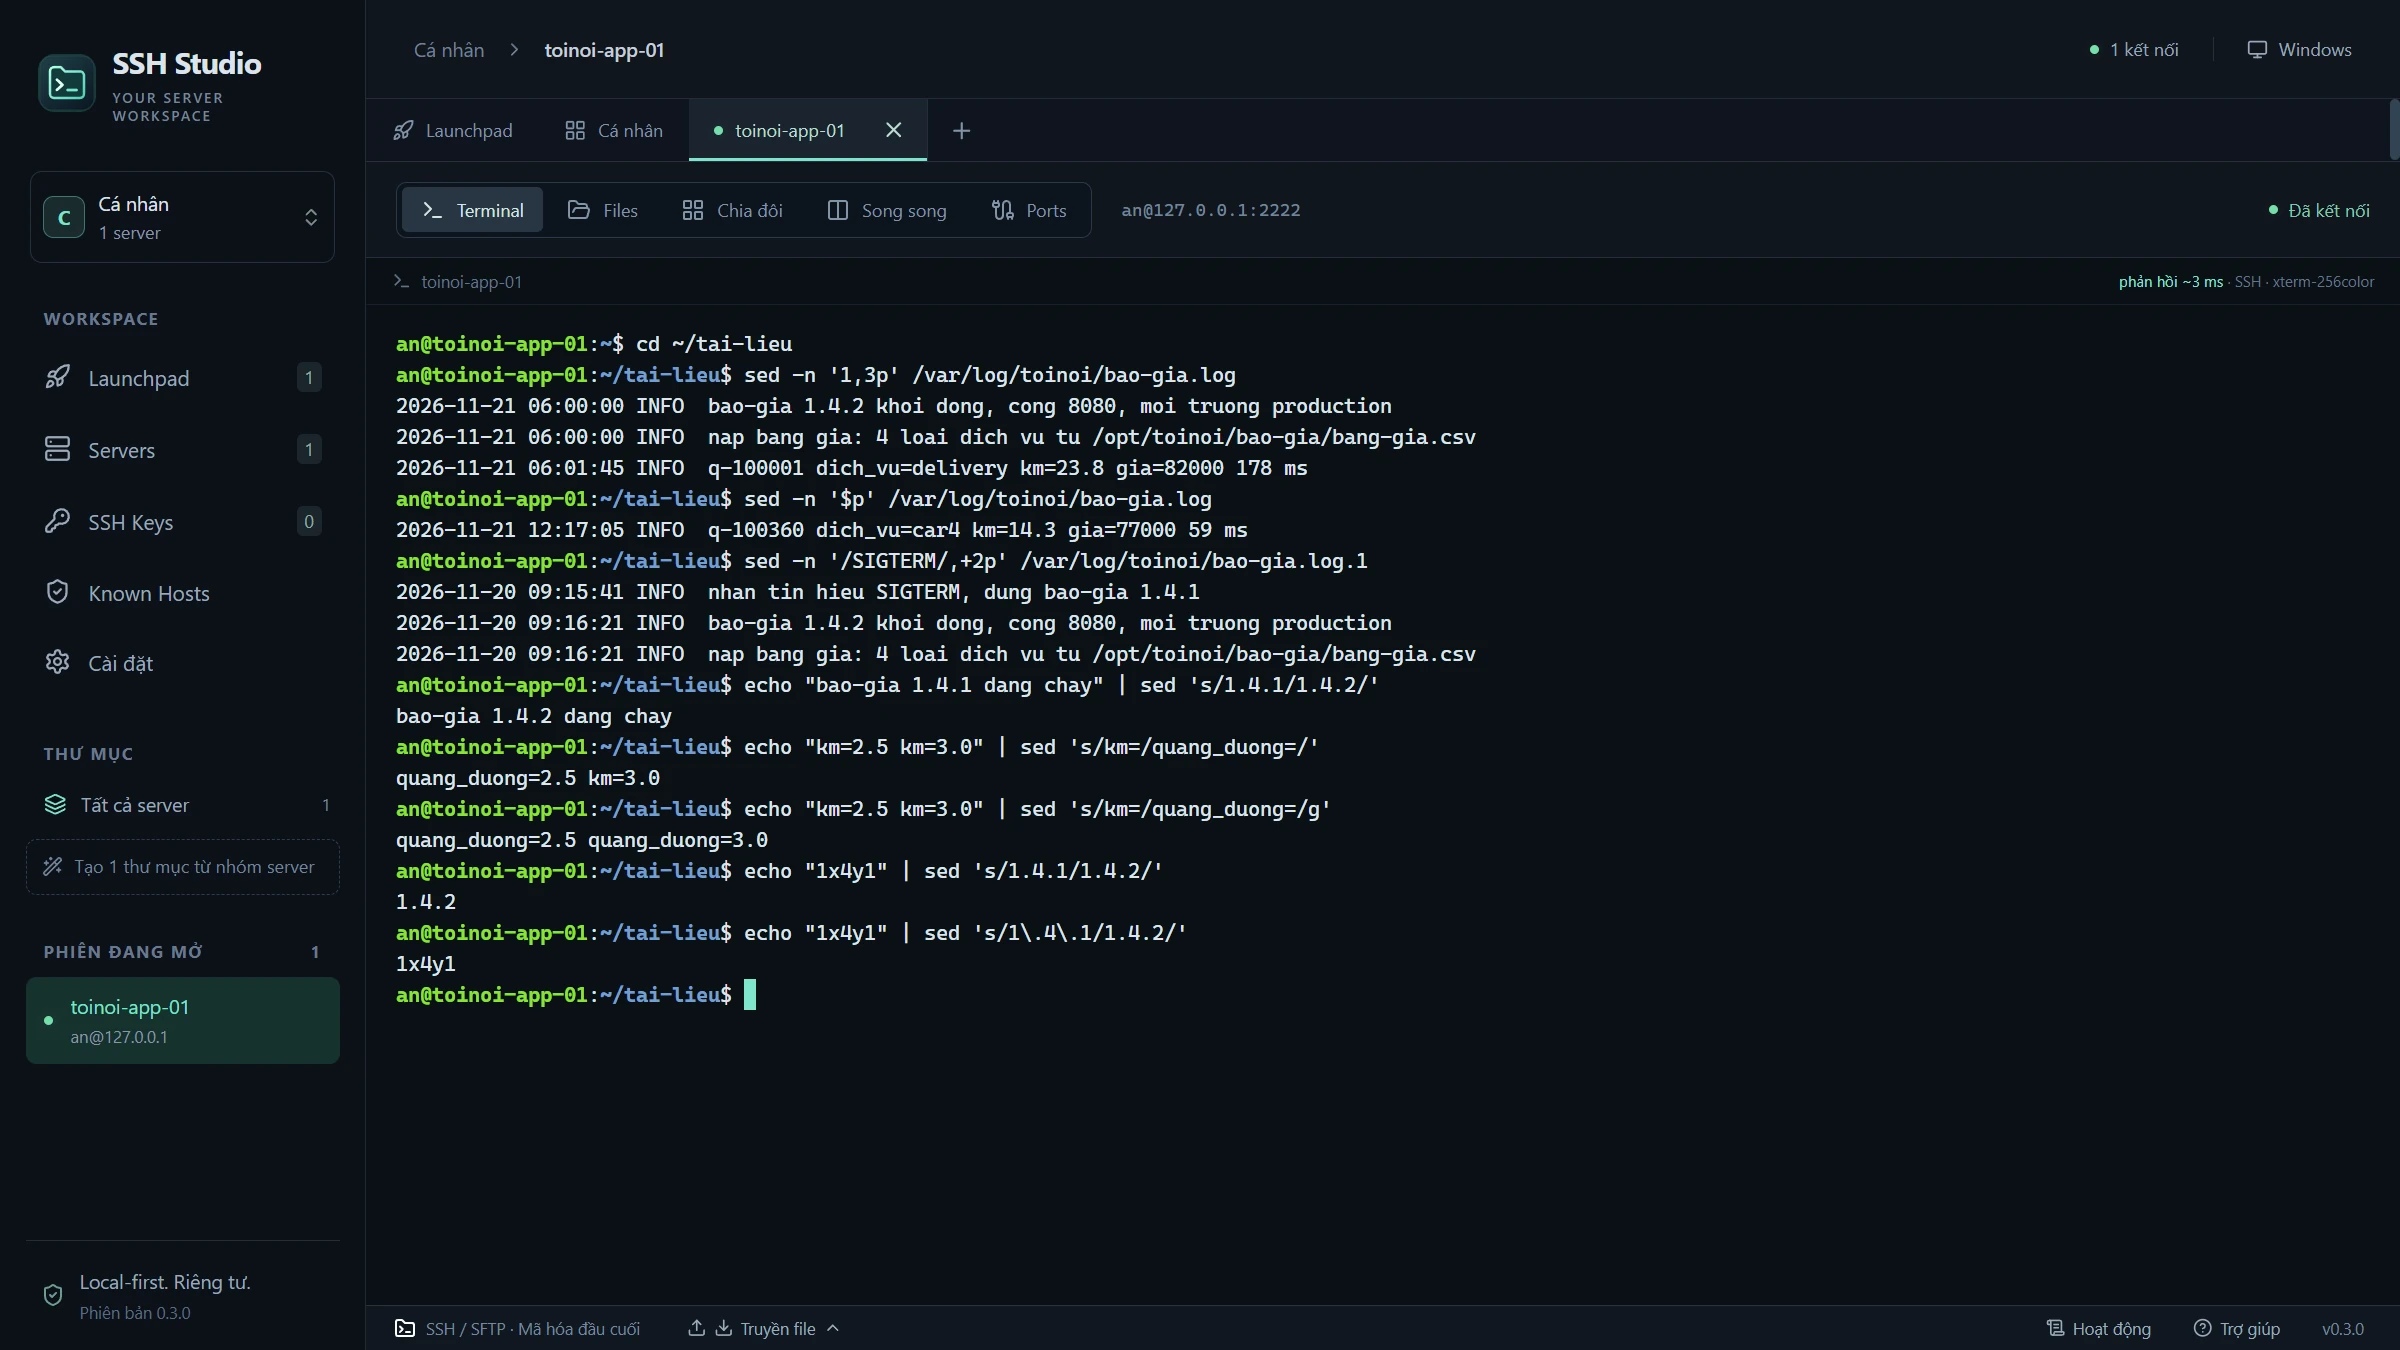 SSH Studio
YOUR SERVER
WORKSPACE
C
Cá nhân
1 server
WORKSPACE
Launchpad 1
Servers 1
SSH Keys 0
Known Hosts
Cài đặt
THƯ MỤC
Tất cả server 1
Tạo 1 thư mục từ nhóm server
PHIÊN ĐANG MỞ 1
toinoi-app-01
an@127.0.0.1
Local-first. Riêng tư.
Phiên bản 0.3.0
Cá nhân > toinoi-app-01
1 kết nối
Windows
Launchpad
Cá nhân
toinoi-app-01
Terminal
Files
Chia đôi
Song song
Ports
an@127.0.0.1:2222
Đã kết nối
toinoi-app-01
phản hồi ~3 ms · SSH · xterm-256color
an@toinoi-app-01:~$ cd ~/tai-lieu
an@toinoi-app-01:~/tai-lieu$ sed -n '1,3p' /var/log/toinoi/bao-gia.log
2026-11-21 06:00:00 INFO  bao-gia 1.4.2 khoi dong, cong 8080, moi truong production
2026-11-21 06:00:00 INFO  nap bang gia: 4 loai dich vu tu /opt/toinoi/bao-gia/bang-gia.csv
2026-11-21 06:01:45 INFO  q-100001 dich_vu=delivery km=23.8 gia=82000 178 ms
an@toinoi-app-01:~/tai-lieu$ sed -n '$p' /var/log/toinoi/bao-gia.log
2026-11-21 12:17:05 INFO  q-100360 dich_vu=car4 km=14.3 gia=77000 59 ms
an@toinoi-app-01:~/tai-lieu$ sed -n '/SIGTERM/,+2p' /var/log/toinoi/bao-gia.log.1
2026-11-20 09:15:41 INFO  nhan tin hieu SIGTERM, dung bao-gia 1.4.1
2026-11-20 09:16:21 INFO  bao-gia 1.4.2 khoi dong, cong 8080, moi truong production
2026-11-20 09:16:21 INFO  nap bang gia: 4 loai dich vu tu /opt/toinoi/bao-gia/bang-gia.csv
an@toinoi-app-01:~/tai-lieu$ echo "bao-gia 1.4.1 dang chay" | sed 's/1.4.1/1.4.2/'
bao-gia 1.4.2 dang chay
an@toinoi-app-01:~/tai-lieu$ echo "km=2.5 km=3.0" | sed 's/km=/quang_duong=/'
quang_duong=2.5 km=3.0
an@toinoi-app-01:~/tai-lieu$ echo "km=2.5 km=3.0" | sed 's/km=/quang_duong=/g'
quang_duong=2.5 quang_duong=3.0
an@toinoi-app-01:~/tai-lieu$ echo "1x4y1" | sed 's/1.4.1/1.4.2/'
1.4.2
an@toinoi-app-01:~/tai-lieu$ echo "1x4y1" | sed 's/1\.4\.1/1.4.2/'
1x4y1
an@toinoi-app-01:~/tai-lieu$
SSH / SFTP · Mã hóa đầu cuối
Truyền file
Hoạt động
Trợ giúp
v0.3.0